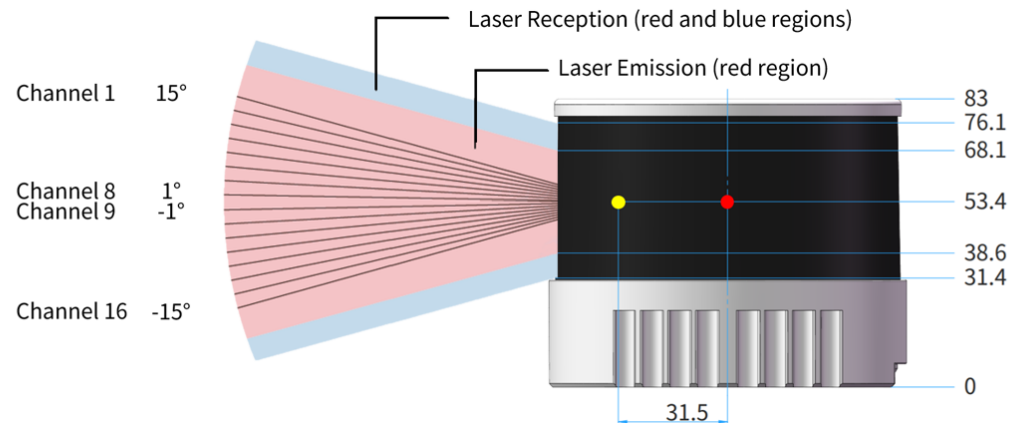 Laser Reception (red and blue regions)
Laser Emission (red region)
Channel 1 15°
Channel 8 1°
Channel 9 -1°
Channel 16 -15°
83
76.1
68.1
53.4
38.6
31.4
0
31.5